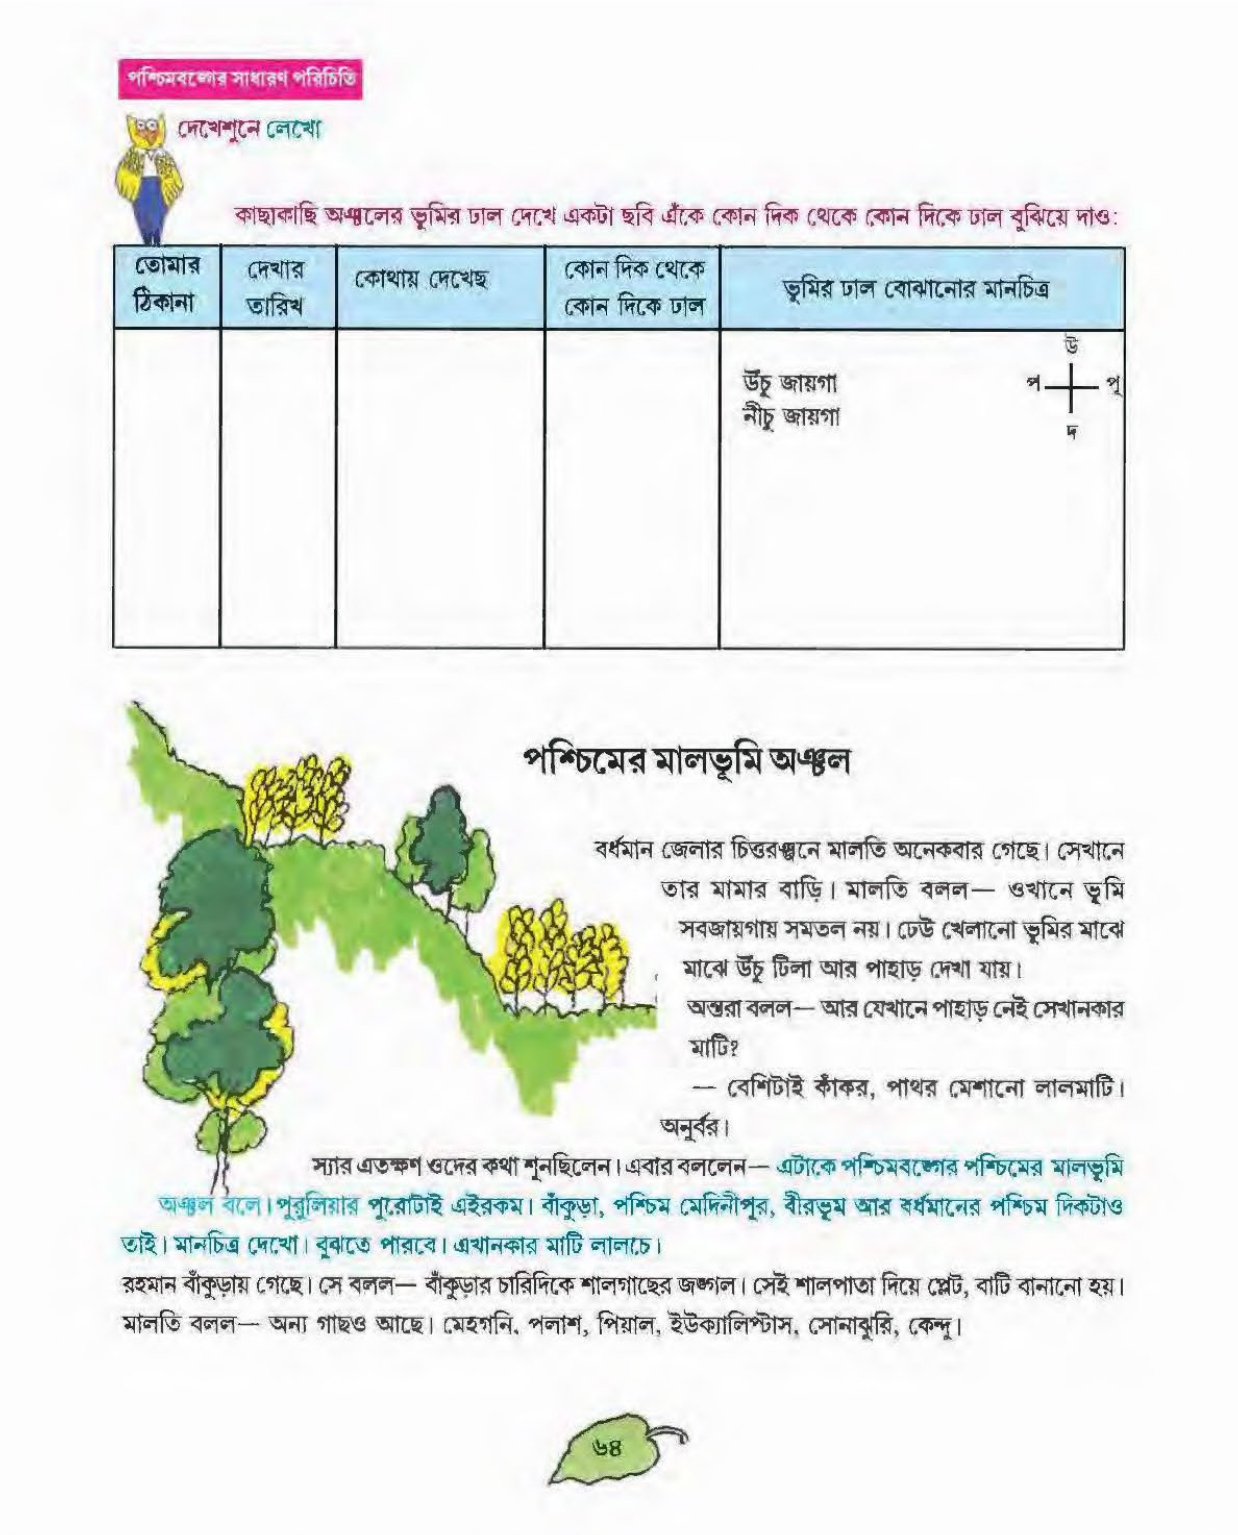 পশ্চিমবঙ্গের সাধারণ পরিচিতি
দেখেশুনে লেখো
কাছাকাছি অঞ্চলের ভূমির ঢাল দেখে একটা ছবি এঁকে কোন দিক থেকে কোন দিকে ঢাল বুঝিয়ে দাও:
তোমার
ঠিকানা
দেখার
তারিখ
কোথায় দেখেছ
কোন দিক থেকে
কোন দিকে ঢাল
ভূমির ঢাল বোঝানোর মানচিত্র
উঁচু জায়গা
নীচু জায়গা
উ
প
পূ
দ
পশ্চিমের মালভূমি অঞ্চল
বর্ধমান জেলার চিত্তরঞ্জনে মালতি অনেকবার গেছে। সেখানে
তার মামার বাড়ি। মালতি বলল— ওখানে ভূমি
সবজায়গায় সমতল নয়। ঢেউ খেলানো ভূমির মাঝে
মাঝে উঁচু টিলা আর পাহাড় দেখা যায়।
অন্তরা বলল— আর যেখানে পাহাড় নেই সেখানকার
মাটি?
— বেশিটাই কাঁকর, পাথর মেশানো লালমাটি।
অনুর্বর।
স্যার এতক্ষণ ওদের কথা শুনছিলেন। এবার বললেন— এটাকে পশ্চিমবঙ্গের পশ্চিমের মালভূমি
অঞ্চল বলে। পুরুলিয়ার পুরোটাই এইরকম। বাঁকুড়া, পশ্চিম মেদিনীপুর, বীরভূম আর বর্ধমানের পশ্চিম দিকটাও
তাই। মানচিত্র দেখো। বুঝতে পারবে। এখানকার মাটি লালচে।
রহমান বাঁকুড়ায় গেছে। সে বলল— বাঁকুড়ার চারিদিকে শালগাছের জঙ্গল। সেই শালপাতা দিয়ে প্লেট, বাটি বানানো হয়।
মালতি বলল— অন্য গাছও আছে। মেহগনি, পলাশ, পিয়াল, ইউক্যালিপ্টাস, সোনাঝুরি, কেন্দু।
৬৪